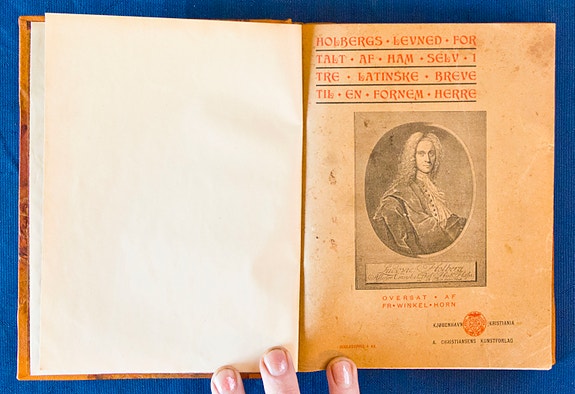 HOLBERGS • LEVNED FOR
TALT • AF • HAM • SELV • I
TRE • LATINSKE • BREVE
TIL • EN • FORNEM • HERRE
OVERSAT • AF
FR • WINKEL • HORN
KJØBENHAVN KRISTIANIA
A. CHRISTIANSENS KUNSTFORLAG